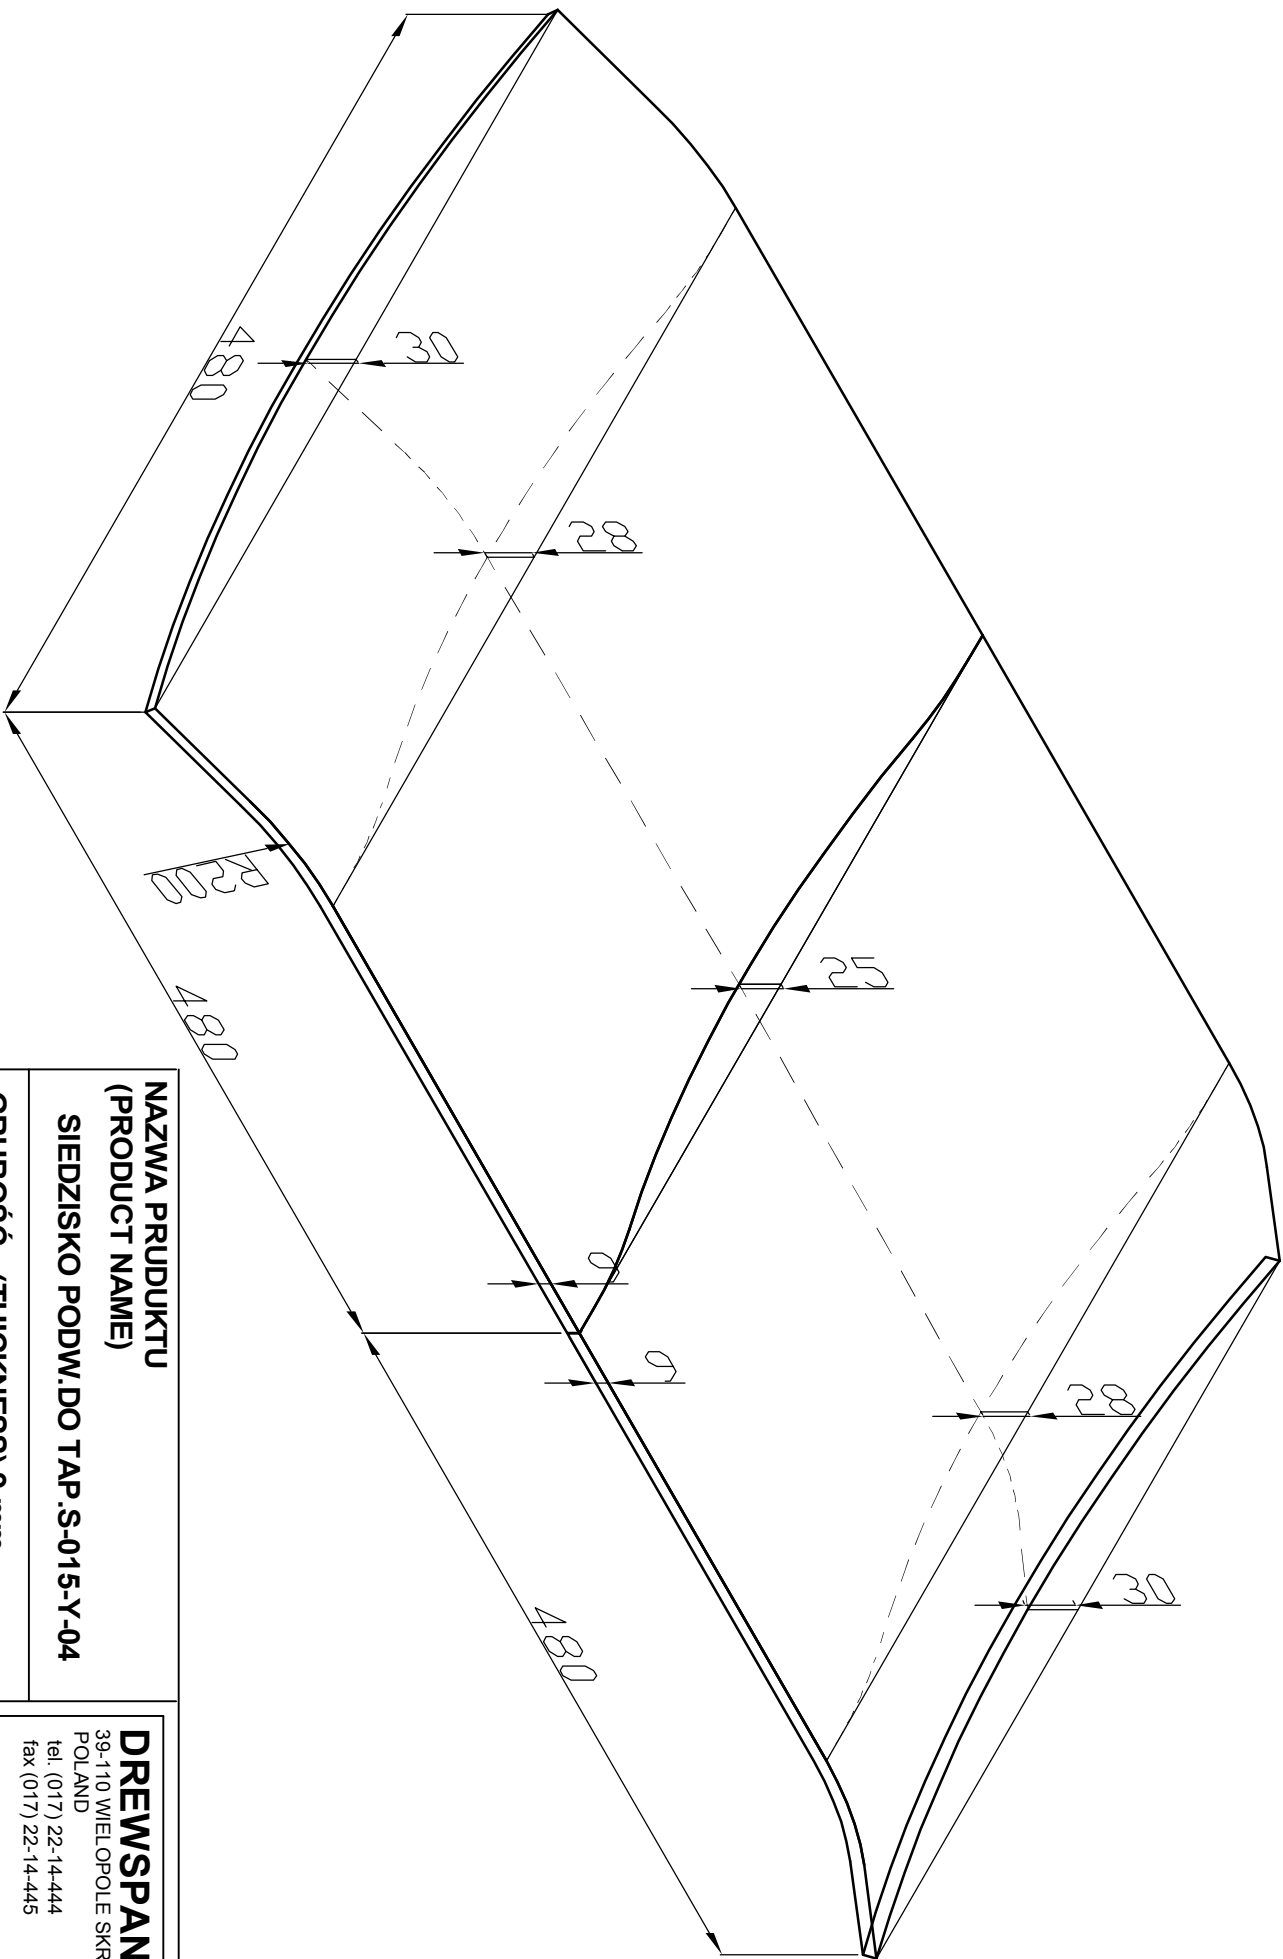 480
30
28
25
28
30
R200
480
9
9
480
NAZWA PRUDUKTU
(PRODUCT NAME)
SIEDZISKO PODW.DO TAP.S-015-Y-04
DREWSPAN
39-110 WIELOPOLE SKR
POLAND
tel. (017) 22-14-444
fax (017) 22-14-445